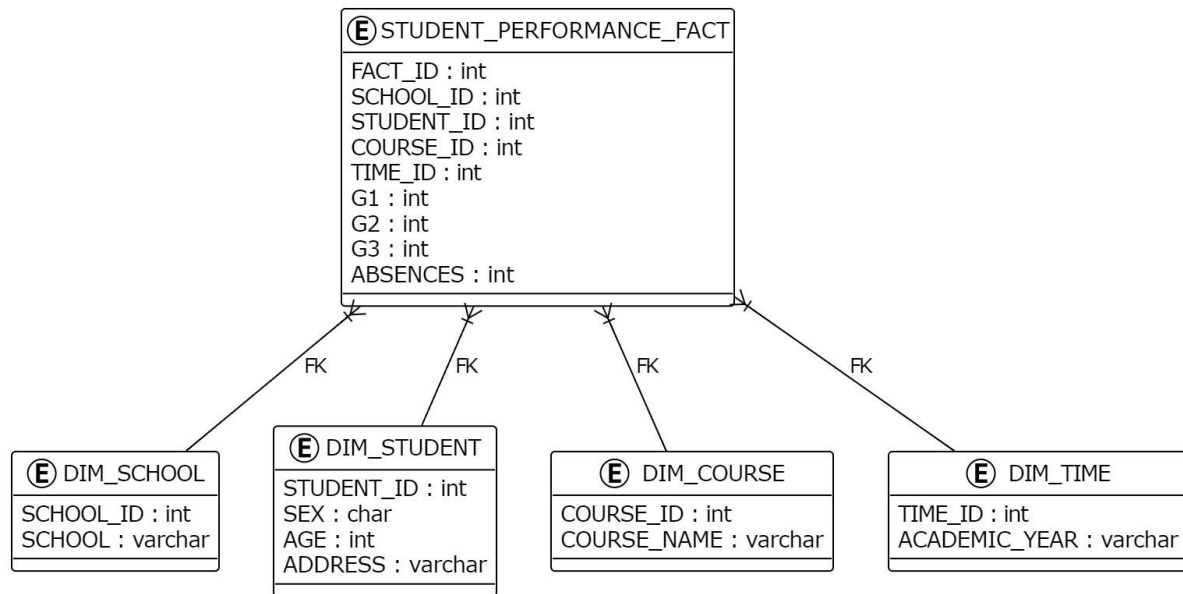 E STUDENT_PERFORMANCE_FACT
FACT_ID : int
SCHOOL_ID : int
STUDENT_ID : int
COURSE_ID : int
TIME_ID : int
G1 : int
G2 : int
G3 : int
ABSENCES : int
FK
FK
FK
FK
E DIM_SCHOOL
SCHOOL_ID : int
SCHOOL : varchar
E DIM_STUDENT
STUDENT_ID : int
SEX : char
AGE : int
ADDRESS : varchar
E DIM_COURSE
COURSE_ID : int
COURSE_NAME : varchar
E DIM_TIME
TIME_ID : int
ACADEMIC_YEAR : varchar